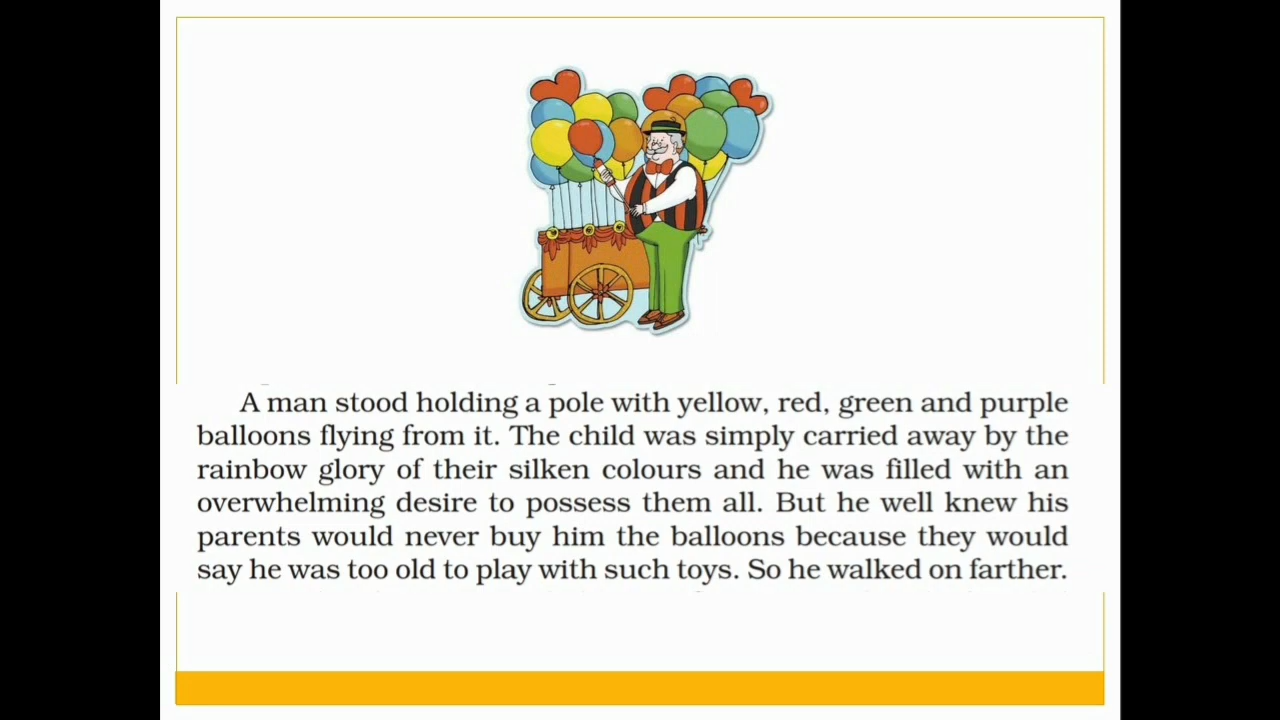 A man stood holding a pole with yellow, red, green and purple
balloons flying from it. The child was simply carried away by the
rainbow glory of their silken colours and he was filled with an
overwhelming desire to possess them all. But he well knew his
parents would never buy him the balloons because they would
say he was too old to play with such toys. So he walked on farther.